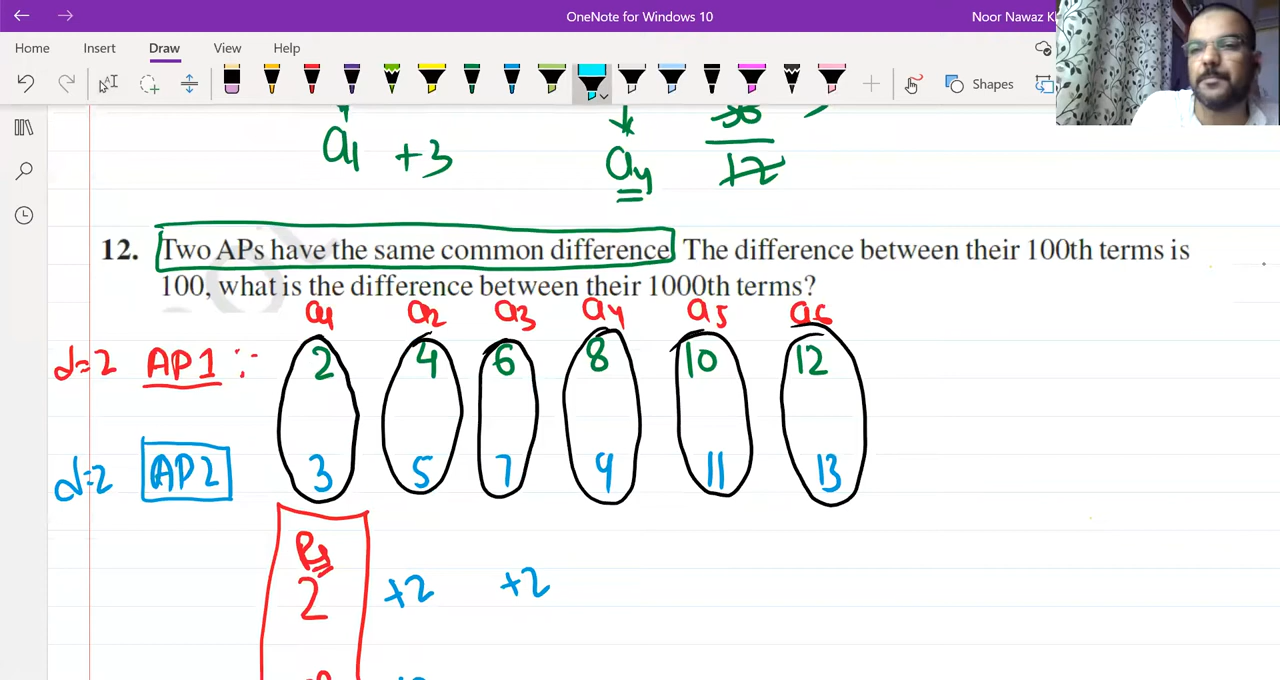 OneNote for Windows 10
Noor Nawaz K
Home Insert Draw View Help
Shapes
a1 +3 a4 36/12
12. Two APs have the same common difference. The difference between their 100th terms is
100, what is the difference between their 1000th terms?
a1 a2 a3 a4 a5 a6
d=2 AP1 : 2 4 6 8 10 12
d=2 AP2 3 5 7 9 11 13
Rs
2 +2 +2